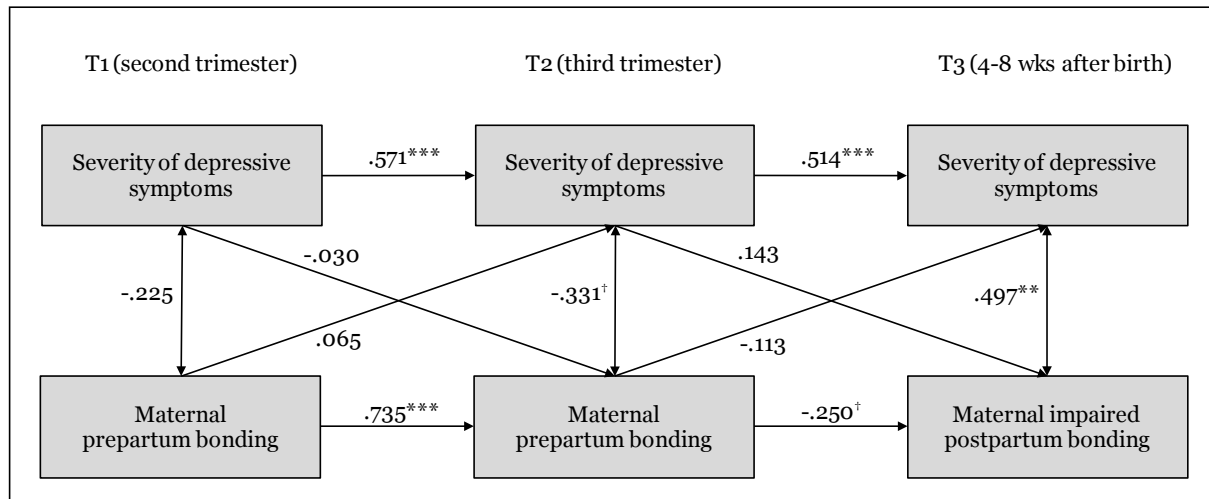 T1 (second trimester)
T2 (third trimester)
T3 (4-8 wks after birth)
Severity of depressive
symptoms
.571***
Severity of depressive
symptoms
.514***
Severity of depressive
symptoms
-.030
.143
-.225
-.331†
.497**
.065
-.113
Maternal
prepartum bonding
.735***
Maternal
prepartum bonding
-.250†
Maternal impaired
postpartum bonding